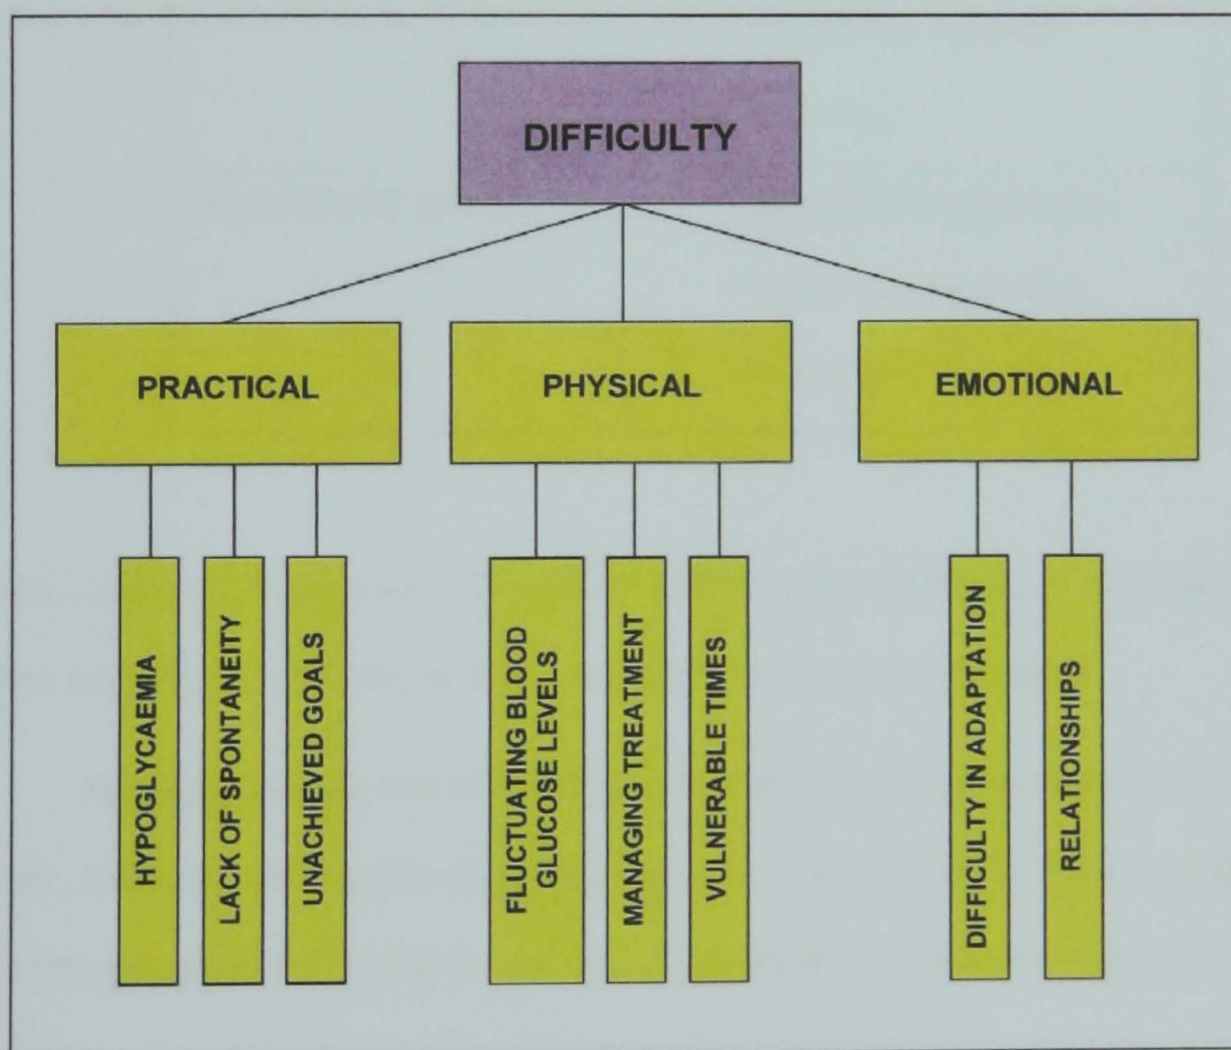 DIFFICULTY
PRACTICAL
PHYSICAL
EMOTIONAL
HYPOGLYCAEMIA
LACK OF SPONTANEITY
UNACHIEVED GOALS
FLUCTUATING BLOOD
GLUCOSE LEVELS
MANAGING TREATMENT
VULNERABLE TIMES
DIFFICULTY IN ADAPTATION
RELATIONSHIPS